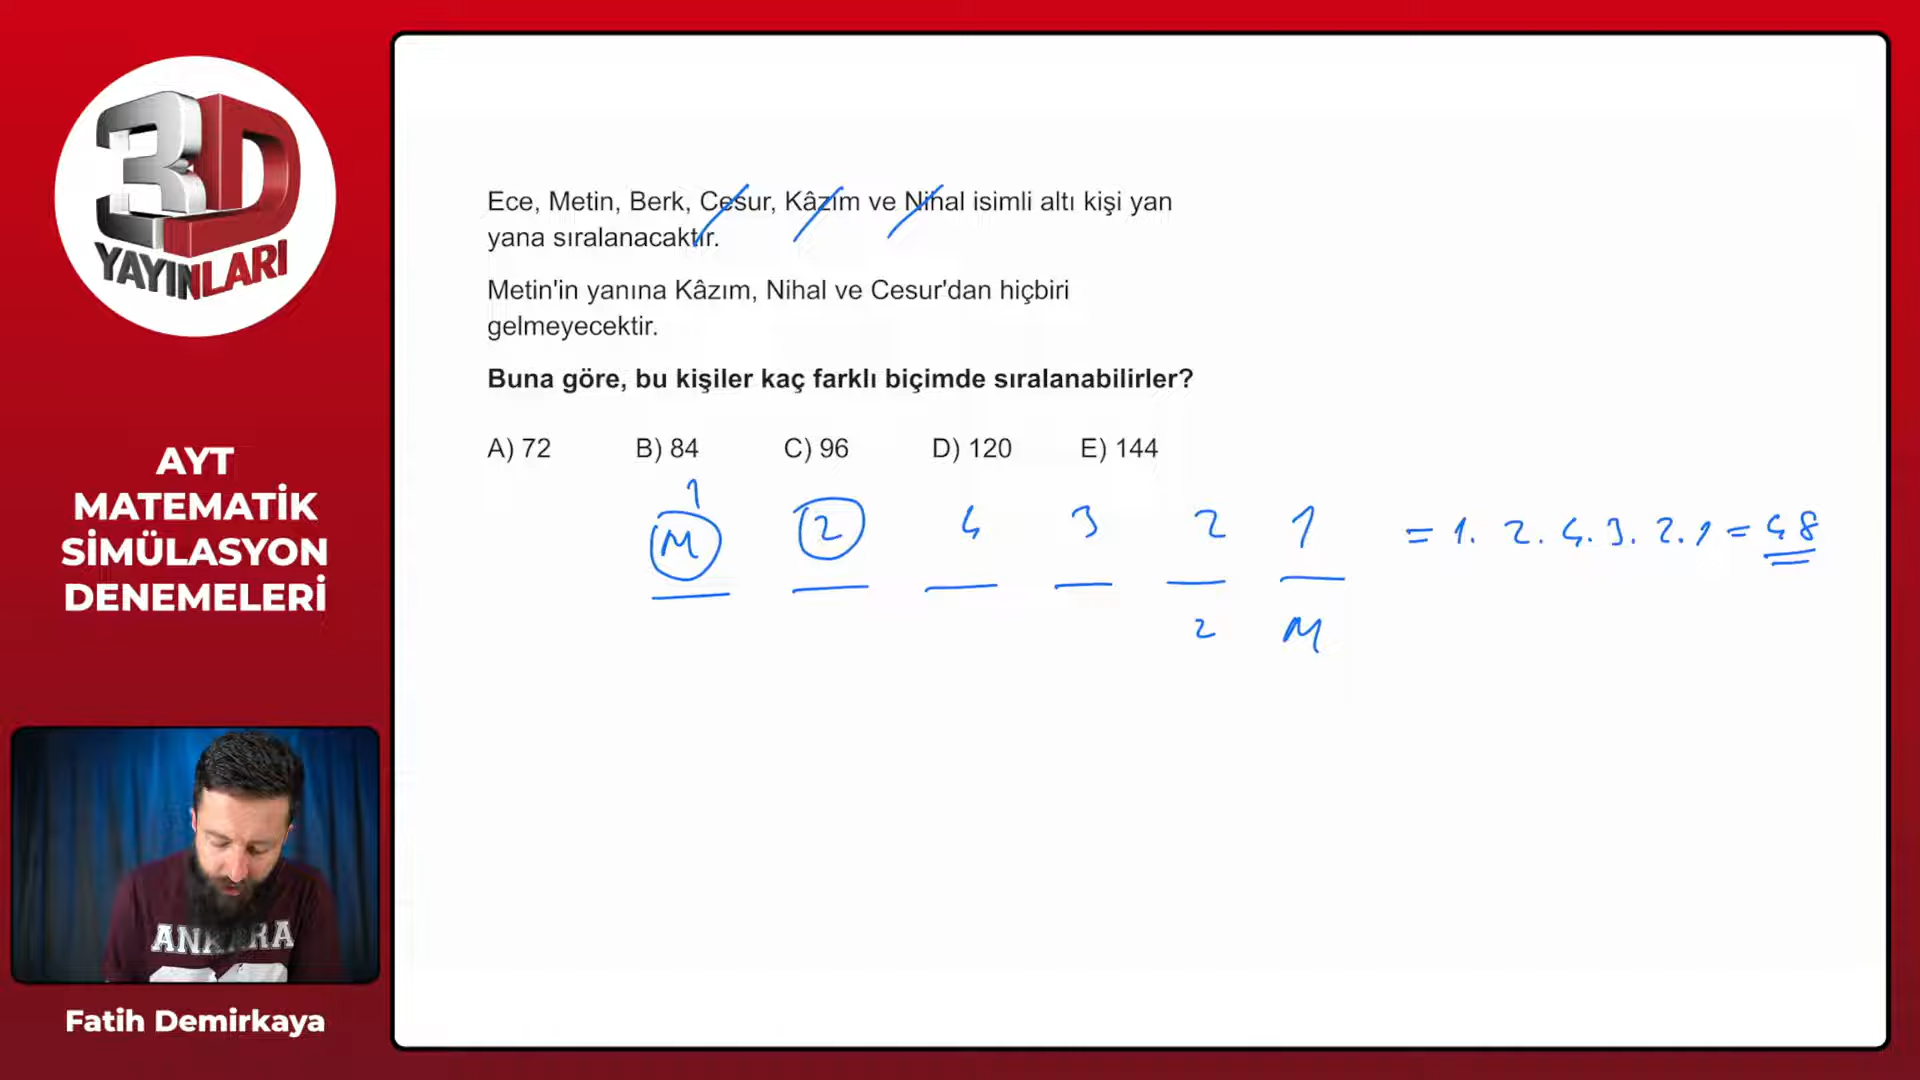 3D
YAYINLARI
AYT
MATEMATİK
SİMÜLASYON
DENEMELERİ
ANKARA
Fatih Demirkaya
Ece, Metin, Berk, Cesur, Kâzım ve Nihal isimli altı kişi yan
yana sıralanacaktır.
Metin'in yanına Kâzım, Nihal ve Cesur'dan hiçbiri
gelmeyecektir.
Buna göre, bu kişiler kaç farklı biçimde sıralanabilirler?
A) 72 B) 84 C) 96 D) 120 E) 144
1
M 2 4 3 2 1 = 1. 2. 4. 3. 2. 1 = 48
2 M